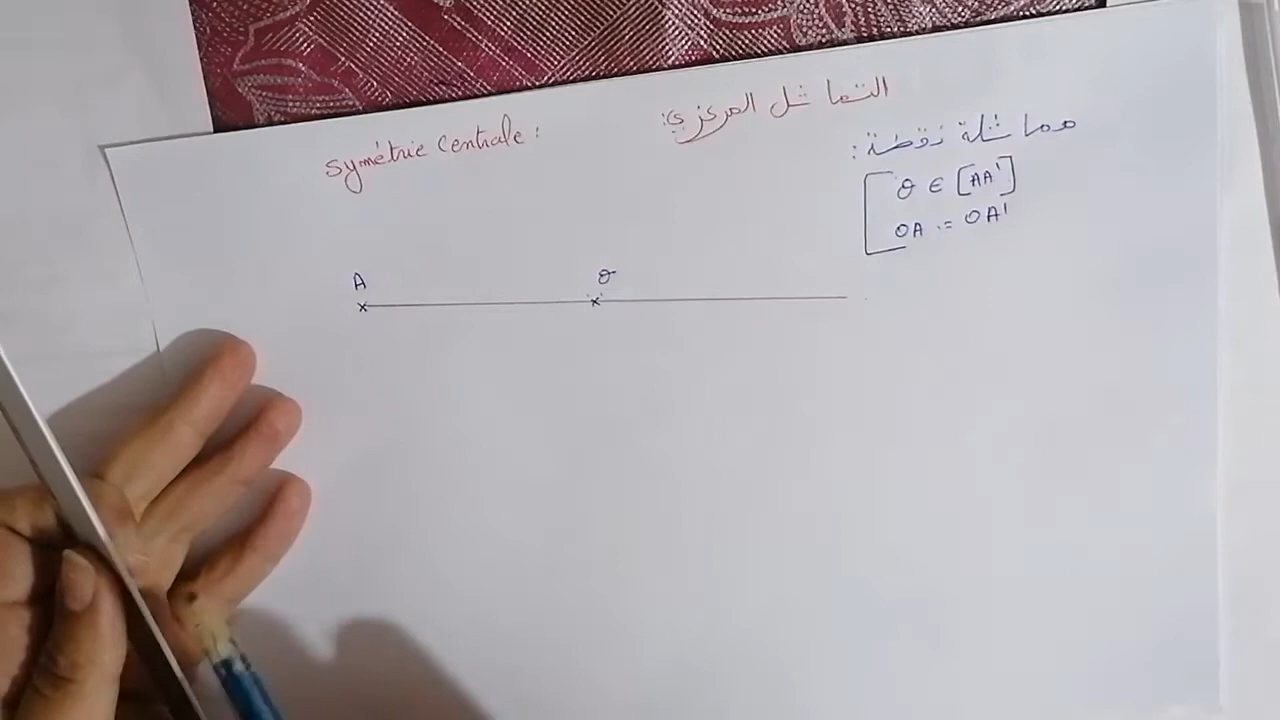 symétrie centrale :
التماثل المركزي:
مماثلة نقطة :
O ∈ [AA']
OA = OA'
A
O